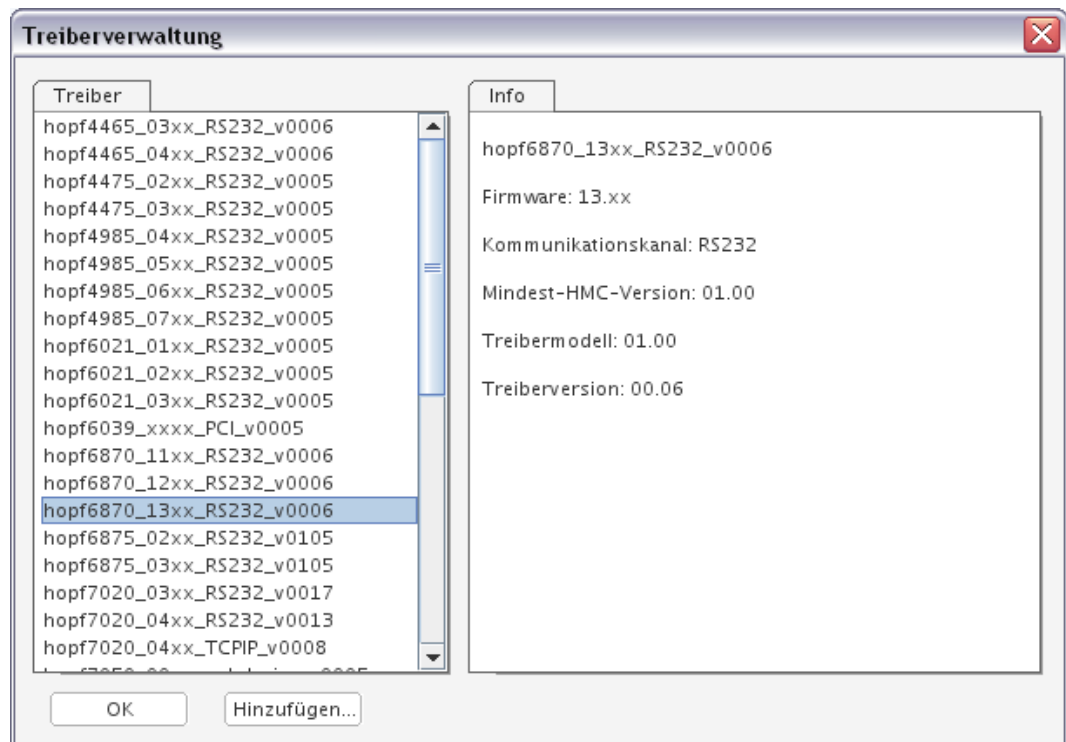 Treiberverwaltung
Treiber
hopf4465_03xx_RS232_v0006
hopf4465_04xx_RS232_v0006
hopf4475_02xx_RS232_v0005
hopf4475_03xx_RS232_v0005
hopf4985_04xx_RS232_v0005
hopf4985_05xx_RS232_v0005
hopf4985_06xx_RS232_v0005
hopf4985_07xx_RS232_v0005
hopf6021_01xx_RS232_v0005
hopf6021_02xx_RS232_v0005
hopf6021_03xx_RS232_v0005
hopf6039_xxxx_PCI_v0005
hopf6870_11xx_RS232_v0006
hopf6870_12xx_RS232_v0006
hopf6870_13xx_RS232_v0006
hopf6875_02xx_RS232_v0105
hopf6875_03xx_RS232_v0105
hopf7020_03xx_RS232_v0017
hopf7020_04xx_RS232_v0013
hopf7020_04xx_TCPIP_v0008
Info
hopf6870_13xx_RS232_v0006
Firmware: 13.xx
Kommunikationskanal: RS232
Mindest-HMC-Version: 01.00
Treibermodell: 01.00
Treiberversion: 00.06
OK
Hinzufügen...